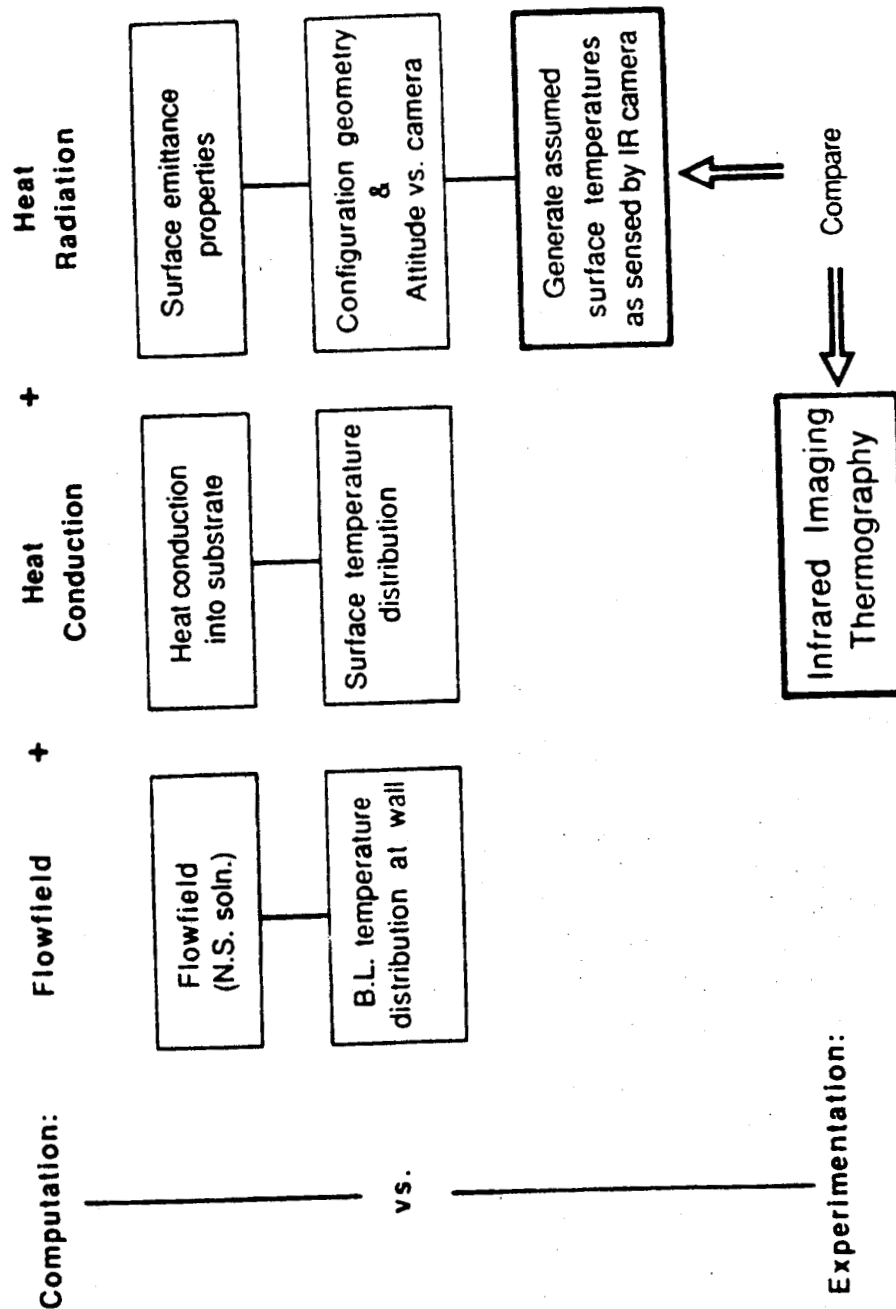 Computation:
Flowfield
+
Heat
Conduction
+
Heat
Radiation
Flowfield
(N.S. soln.)
B.L. temperature
distribution at wall
Heat conduction
into substrate
Surface temperature
distribution
Surface emittance
properties
Configuration geometry
&
Attitude vs. camera
Generate assumed
surface temperatures
as sensed by IR camera
vs.
Experimentation:
Infrared Imaging
Thermography
Compare